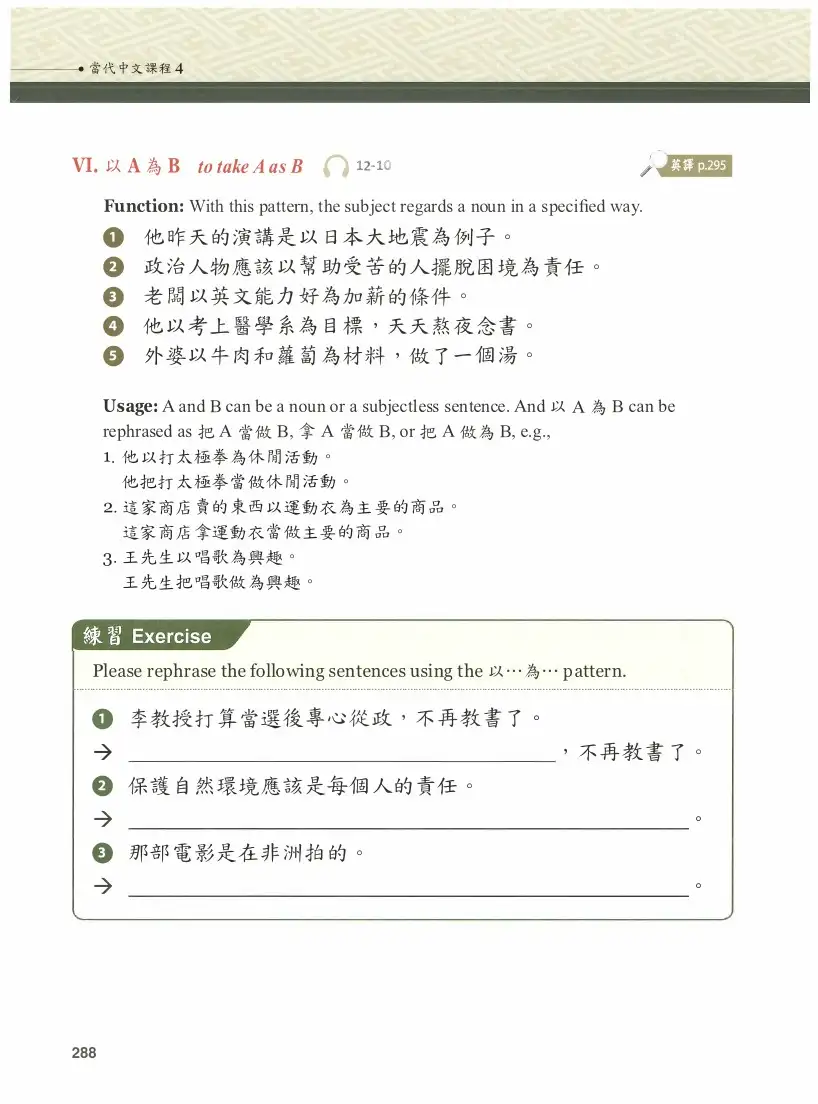 當代中文課程 4
VI. 以 A 為 B to take A as B 12-10 英譯 p.295
Function: With this pattern, the subject regards a noun in a specified way.
1 他昨天的演講是以日本大地震為例子。
2 政治人物應該以幫助受苦的人擺脫困境為責任。
3 老闆以英文能力好為加薪的條件。
4 他以考上醫學系為目標，天天熬夜念書。
5 外婆以牛肉和蘿蔔為材料，做了一個湯。
Usage: A and B can be a noun or a subjectless sentence. And 以 A 為 B can be
rephrased as 把 A 當做 B, 拿 A 當做 B, or 把 A 做為 B, e.g.,
1. 他以打太極拳為休閒活動。
他把打太極拳當做休閒活動。
2. 這家商店賣的東西以運動衣為主要的商品。
這家商店拿運動衣當做主要的商品。
3. 王先生以唱歌為興趣。
王先生把唱歌做為興趣。
練習 Exercise
Please rephrase the following sentences using the 以…為… pattern.
1 李教授打算當選後專心從政，不再教書了。
→ ，不再教書了。
2 保護自然環境應該是每個人的責任。
→ 。
3 那部電影是在非洲拍的。
→ 。
288